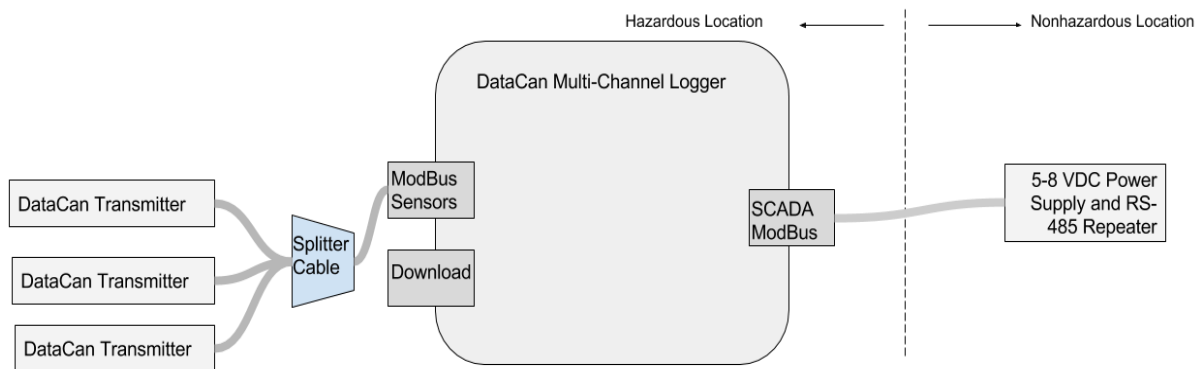 Hazardous Location
Nonhazardous Location
DataCan Multi-Channel Logger
ModBus
Sensors
Download
SCADA
ModBus
5-8 VDC Power
Supply and RS-
485 Repeater
DataCan Transmitter
DataCan Transmitter
DataCan Transmitter
Splitter
Cable